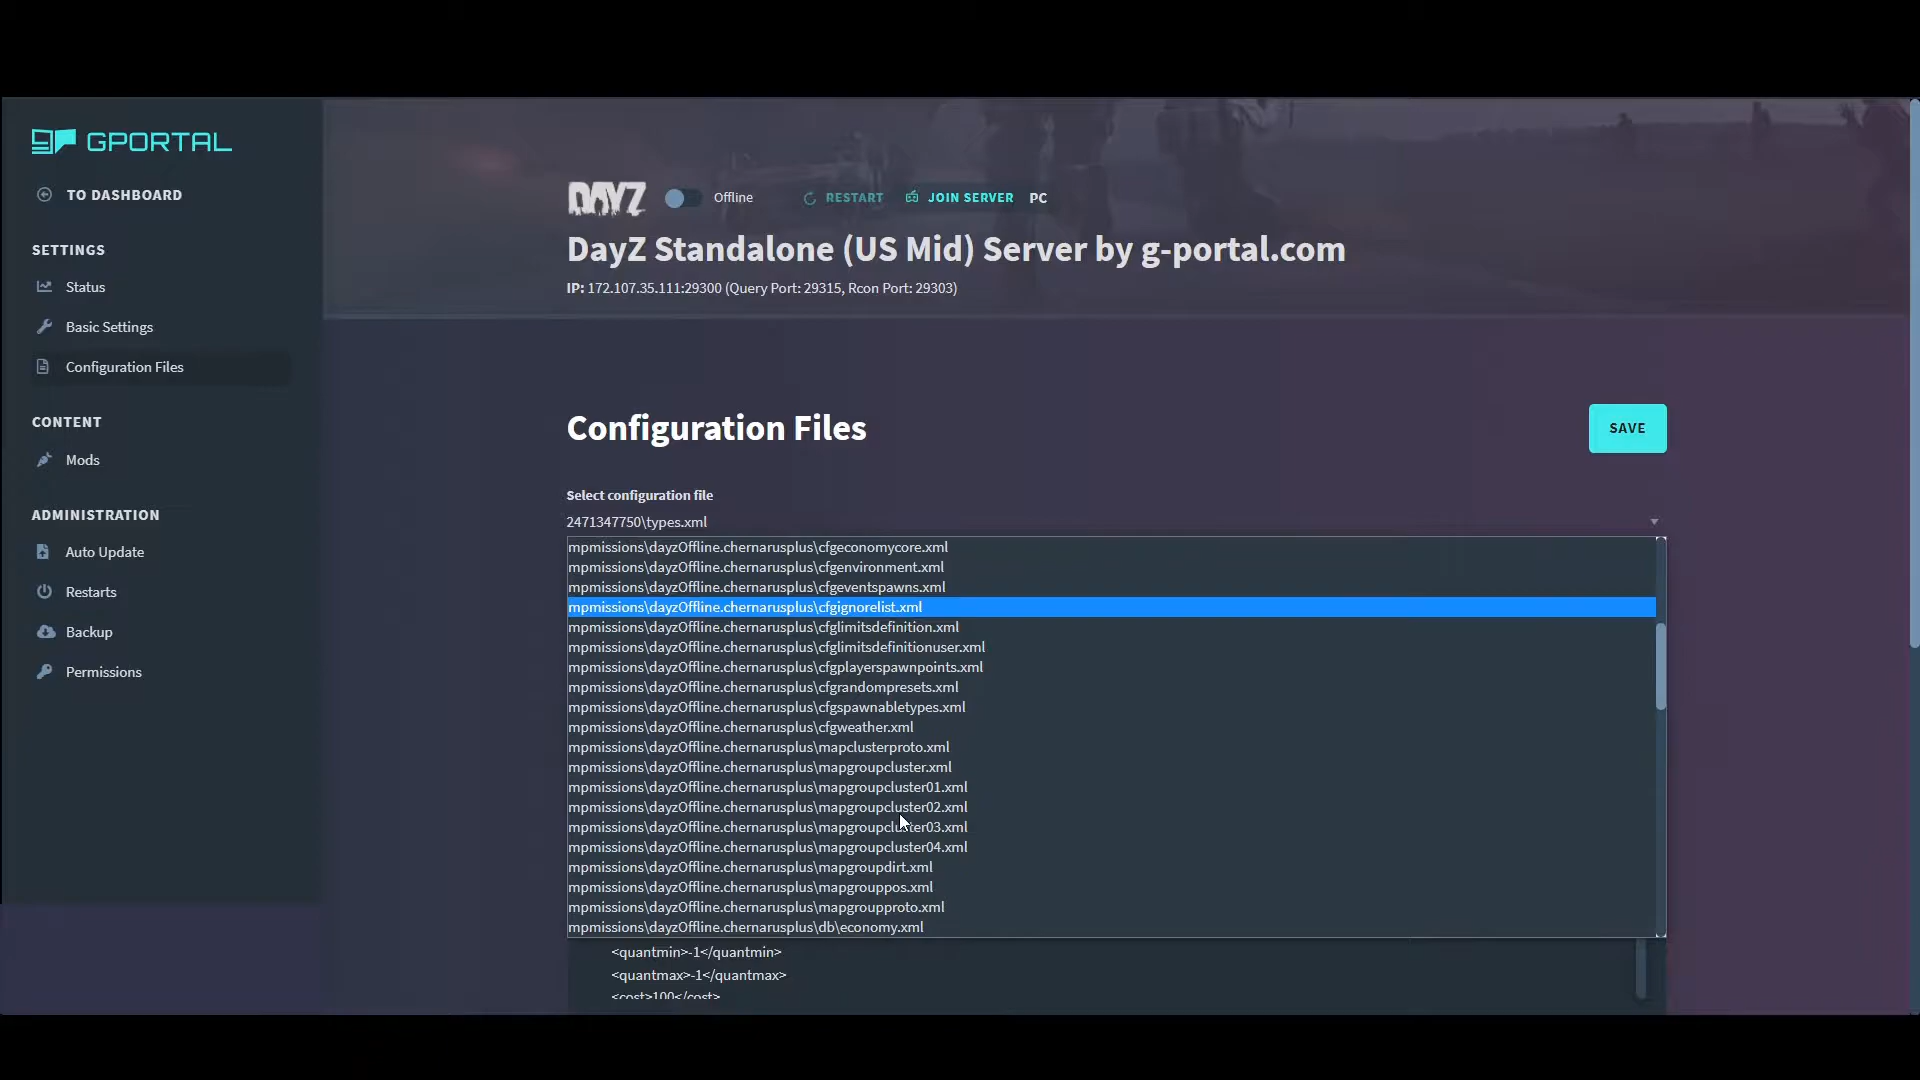 GPORTAL
TO DASHBOARD
SETTINGS
Status
Basic Settings
Configuration Files
CONTENT
Mods
ADMINISTRATION
Auto Update
Restarts
Backup
Permissions
DAYZ Offline RESTART JOIN SERVER PC
DayZ Standalone (US Mid) Server by g-portal.com
IP: 172.107.35.111:29300 (Query Port: 29315, Rcon Port: 29303)
Configuration Files
SAVE
Select configuration file
2471347750\types.xml
mpmissions\dayzOffline.chernarusplus\cfgeconomycore.xml
mpmissions\dayzOffline.chernarusplus\cfgenvironment.xml
mpmissions\dayzOffline.chernarusplus\cfgeventspawns.xml
mpmissions\dayzOffline.chernarusplus\cfgignorelist.xml
mpmissions\dayzOffline.chernarusplus\cfglimitsdefinition.xml
mpmissions\dayzOffline.chernarusplus\cfglimitsdefinitionuser.xml
mpmissions\dayzOffline.chernarusplus\cfgplayerspawnpoints.xml
mpmissions\dayzOffline.chernarusplus\cfgrandompresets.xml
mpmissions\dayzOffline.chernarusplus\cfgspawnabletypes.xml
mpmissions\dayzOffline.chernarusplus\cfgweather.xml
mpmissions\dayzOffline.chernarusplus\mapclusterproto.xml
mpmissions\dayzOffline.chernarusplus\mapgroupcluster.xml
mpmissions\dayzOffline.chernarusplus\mapgroupcluster01.xml
mpmissions\dayzOffline.chernarusplus\mapgroupcluster02.xml
mpmissions\dayzOffline.chernarusplus\mapgroupcluster03.xml
mpmissions\dayzOffline.chernarusplus\mapgroupcluster04.xml
mpmissions\dayzOffline.chernarusplus\mapgroupdirt.xml
mpmissions\dayzOffline.chernarusplus\mapgrouppos.xml
mpmissions\dayzOffline.chernarusplus\mapgroupproto.xml
mpmissions\dayzOffline.chernarusplus\db\economy.xml
<quantmin>-1</quantmin>
<quantmax>-1</quantmax>
<cost>100</cost>